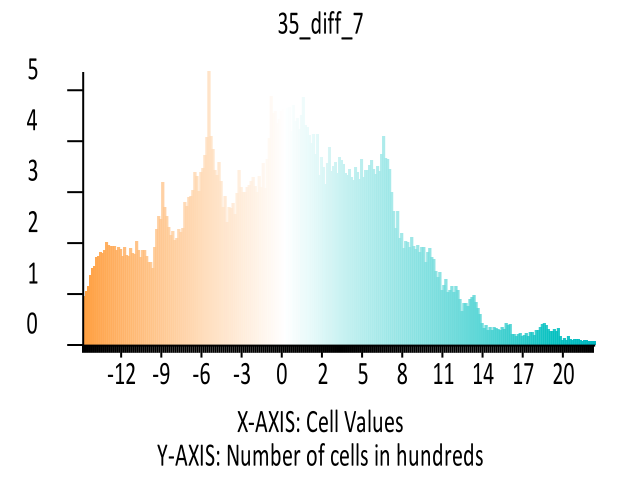 35_diff_7
5
4
3
2
1
0
-12 -9 -6 -3 0 2 5 8 11 14 17 20
X-AXIS: Cell Values
Y-AXIS: Number of cells in hundreds